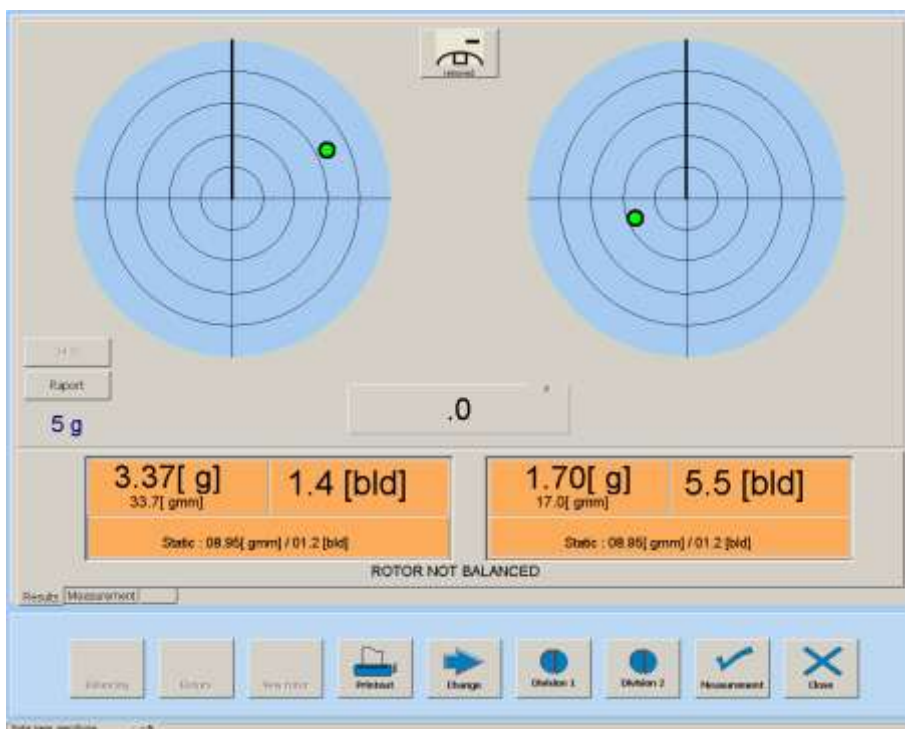 Raport
5 g
.0
3.37[ g]
33.7[ gmm]
1.4 [bld]
1.70[ g]
17.0[ gmm]
5.5 [bld]
Static : 08.95[ gmm] / 01.2 [bld]
Static : 08.95[ gmm] / 01.2 [bld]
ROTOR NOT BALANCED
Results
Measurement
Printout
Change
Division 1
Division 2
Measurement
Close